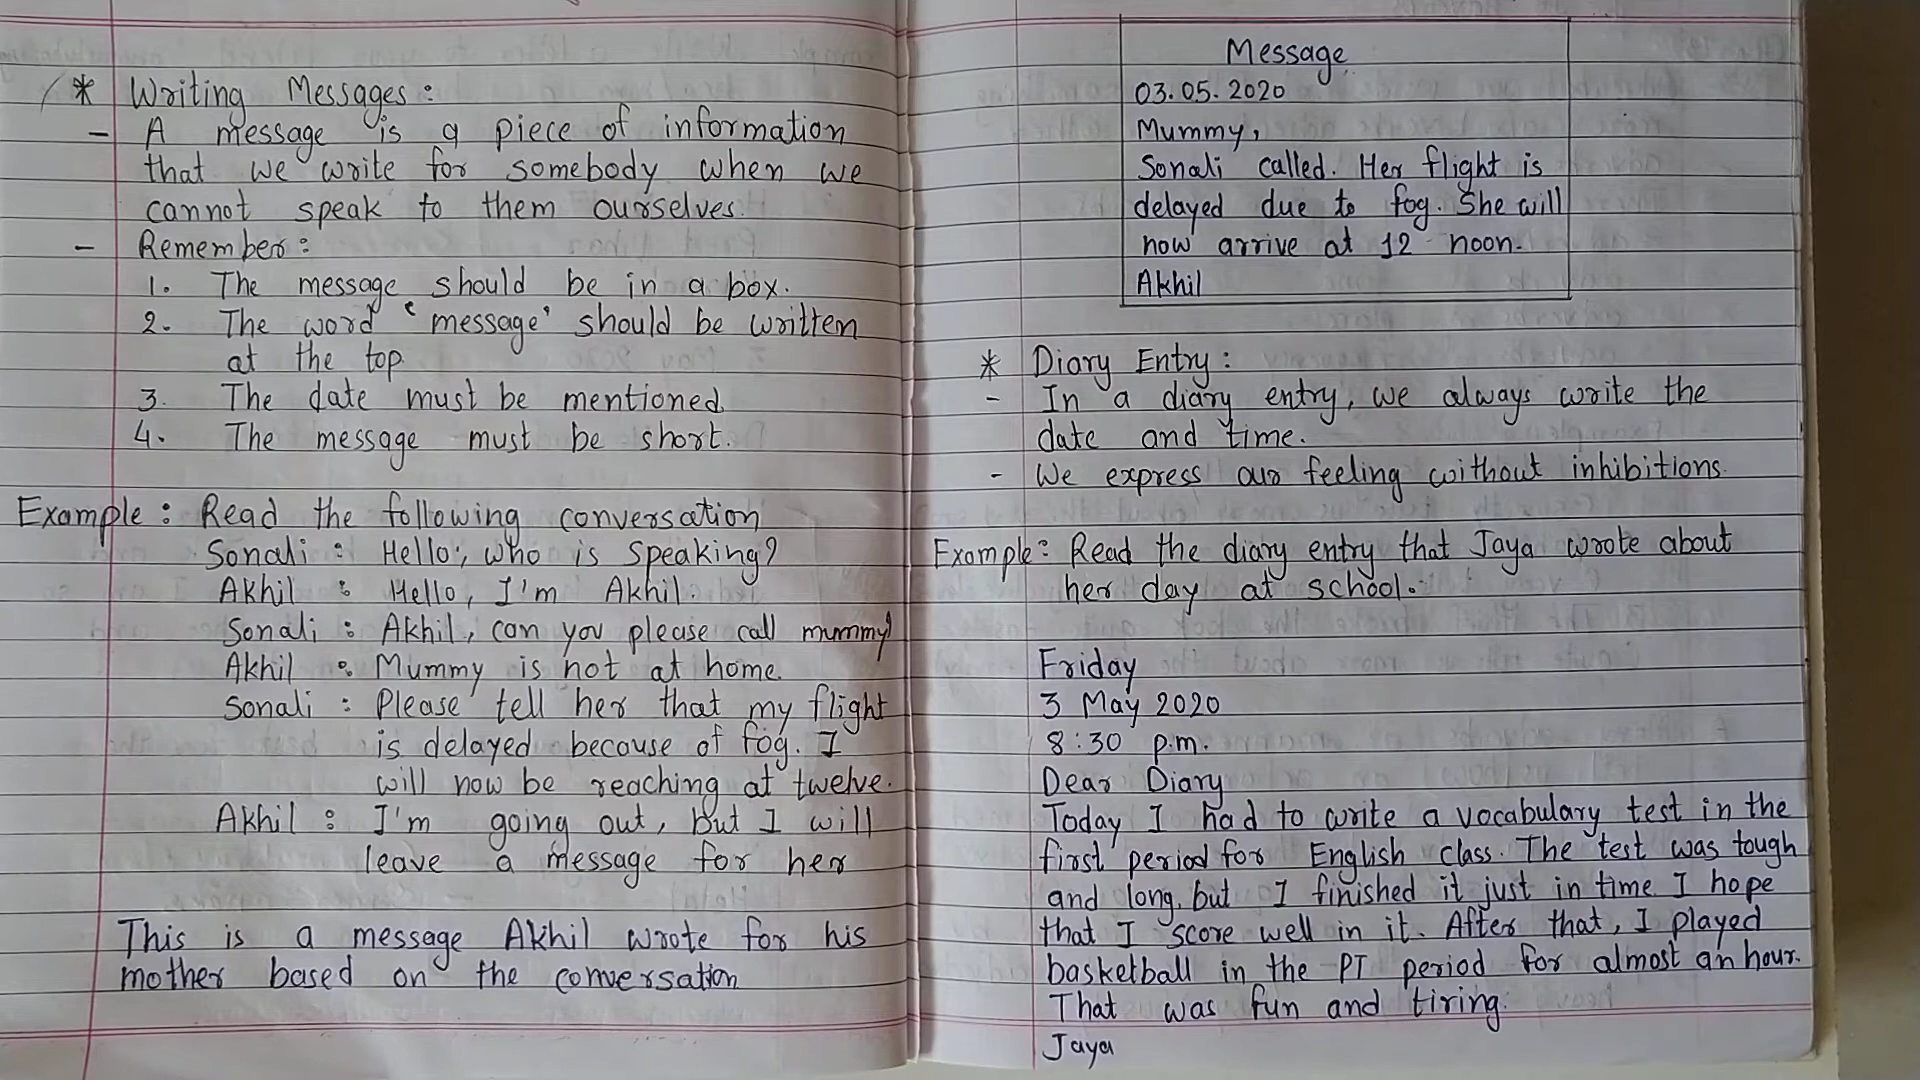 * Writing Messages :
- A message is a piece of information
that we write for somebody when we
cannot speak to them ourselves.
- Remember :
1. The message should be in a box.
2. The word 'message' should be written
at the top
3. The date must be mentioned.
4. The message must be short.
Example : Read the following conversation
Sonali : Hello, who is speaking?
Akhil : Hello, I'm Akhil.
Sonali : Akhil, can you please call mummy?
Akhil : Mummy is not at home.
Sonali : Please tell her that my flight
is delayed because of fog. I
will now be reaching at twelve.
Akhil : I'm going out, but I will
leave a message for her
This is a message Akhil wrote for his
mother based on the conversation
Message
03.05.2020
Mummy,
Sonali called. Her flight is
delayed due to fog. She will
now arrive at 12 noon.
Akhil
* Diary Entry :
- In a diary entry, we always write the
date and time.
- We express our feeling without inhibitions.
Example : Read the diary entry that Jaya wrote about
her day at school.
Friday
3 May 2020
8:30 p.m.
Dear Diary
Today I had to write a vocabulary test in the
first period for English class. The test was tough
and long, but I finished it just in time. I hope
that I score well in it. After that, I played
basketball in the PT period for almost an hour.
That was fun and tiring.
Jaya